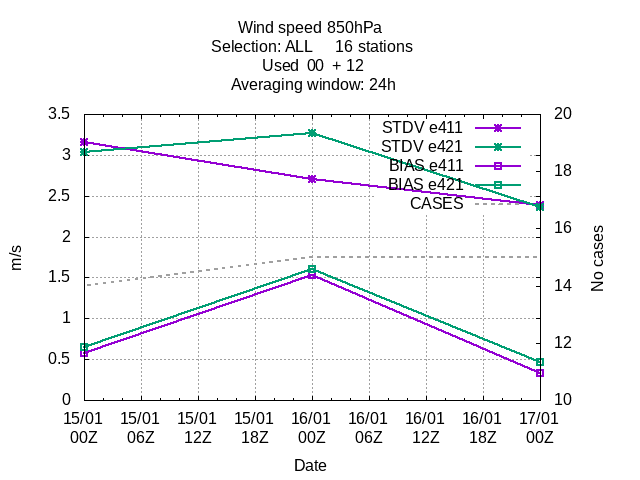 Wind speed 850hPa
Selection: ALL     16 stations
Used  00  + 12
Averaging window: 24h
3.5
3
2.5
2
1.5
1
0.5
0
m/s
STDV e411
STDV e421
BIAS e411
BIAS e421
CASES
20
18
16
14
12
10
No cases
15/01 15/01 15/01 15/01 16/01 16/01 16/01 16/01 17/01
00Z 06Z 12Z 18Z 00Z 06Z 12Z 18Z 00Z
Date